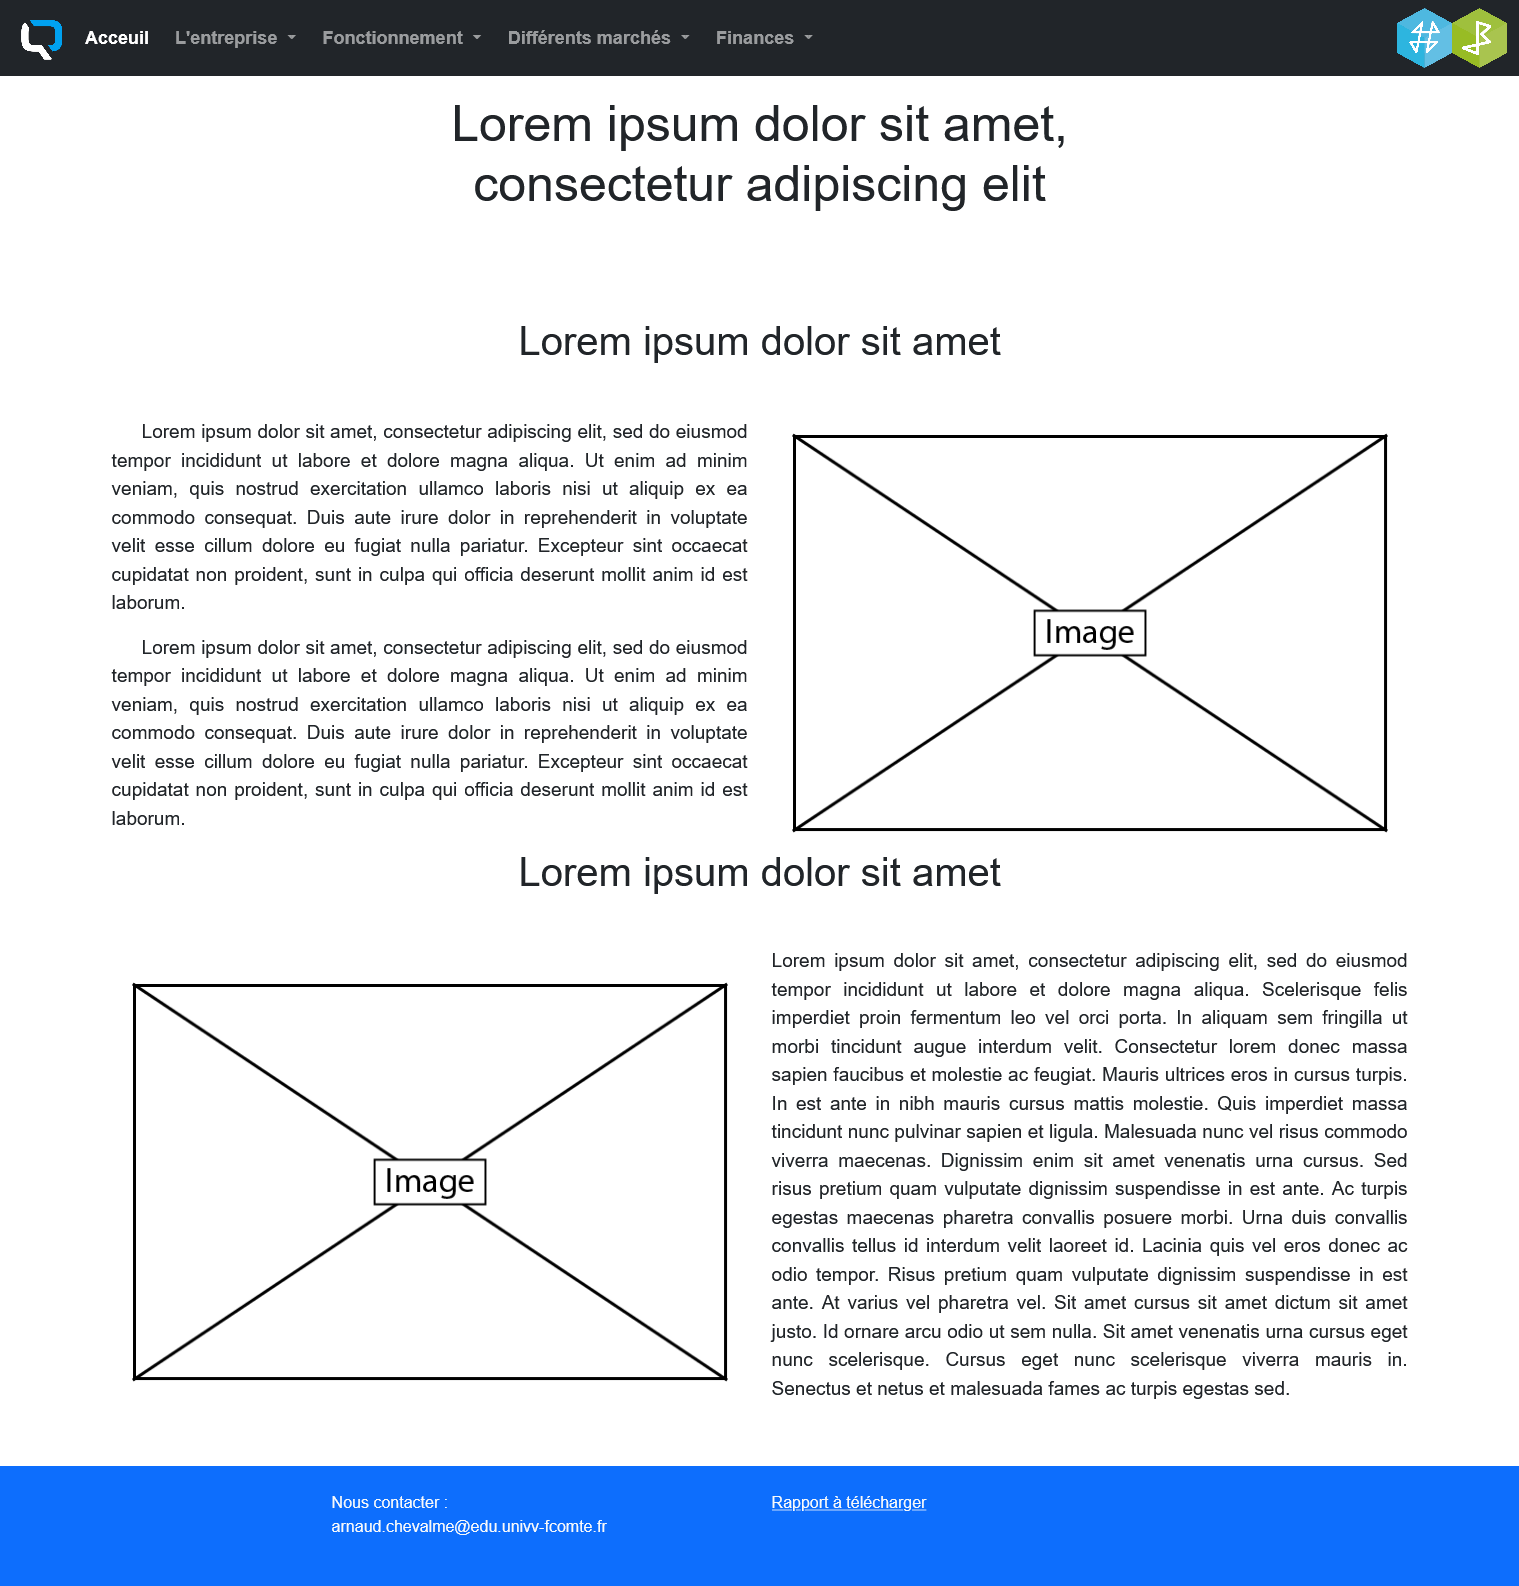 Acceuil L'entreprise Fonctionnement Différents marchés Finances
Lorem ipsum dolor sit amet,
consectetur adipiscing elit
Lorem ipsum dolor sit amet
Lorem ipsum dolor sit amet, consectetur adipiscing elit, sed do eiusmod
tempor incididunt ut labore et dolore magna aliqua. Ut enim ad minim
veniam, quis nostrud exercitation ullamco laboris nisi ut aliquip ex ea
commodo consequat. Duis aute irure dolor in reprehenderit in voluptate
velit esse cillum dolore eu fugiat nulla pariatur. Excepteur sint occaecat
cupidatat non proident, sunt in culpa qui officia deserunt mollit anim id est
laborum.
Lorem ipsum dolor sit amet, consectetur adipiscing elit, sed do eiusmod
tempor incididunt ut labore et dolore magna aliqua. Ut enim ad minim
veniam, quis nostrud exercitation ullamco laboris nisi ut aliquip ex ea
commodo consequat. Duis aute irure dolor in reprehenderit in voluptate
velit esse cillum dolore eu fugiat nulla pariatur. Excepteur sint occaecat
cupidatat non proident, sunt in culpa qui officia deserunt mollit anim id est
laborum.
Image
Lorem ipsum dolor sit amet
Image
Lorem ipsum dolor sit amet, consectetur adipiscing elit, sed do eiusmod
tempor incididunt ut labore et dolore magna aliqua. Scelerisque felis
imperdiet proin fermentum leo vel orci porta. In aliquam sem fringilla ut
morbi tincidunt augue interdum velit. Consectetur lorem donec massa
sapien faucibus et molestie ac feugiat. Mauris ultrices eros in cursus turpis.
In est ante in nibh mauris cursus mattis molestie. Quis imperdiet massa
tincidunt nunc pulvinar sapien et ligula. Malesuada nunc vel risus commodo
viverra maecenas. Dignissim enim sit amet venenatis urna cursus. Sed
risus pretium quam vulputate dignissim suspendisse in est ante. Ac turpis
egestas maecenas pharetra convallis posuere morbi. Urna duis convallis
convallis tellus id interdum velit laoreet id. Lacinia quis vel eros donec ac
odio tempor. Risus pretium quam vulputate dignissim suspendisse in est
ante. At varius vel pharetra vel. Sit amet cursus sit amet dictum sit amet
justo. Id ornare arcu odio ut sem nulla. Sit amet venenatis urna cursus eget
nunc scelerisque. Cursus eget nunc scelerisque viverra mauris in.
Senectus et netus et malesuada fames ac turpis egestas sed.
Nous contacter :
arnaud.chevalme@edu.univv-fcomte.fr
Rapport à télécharger